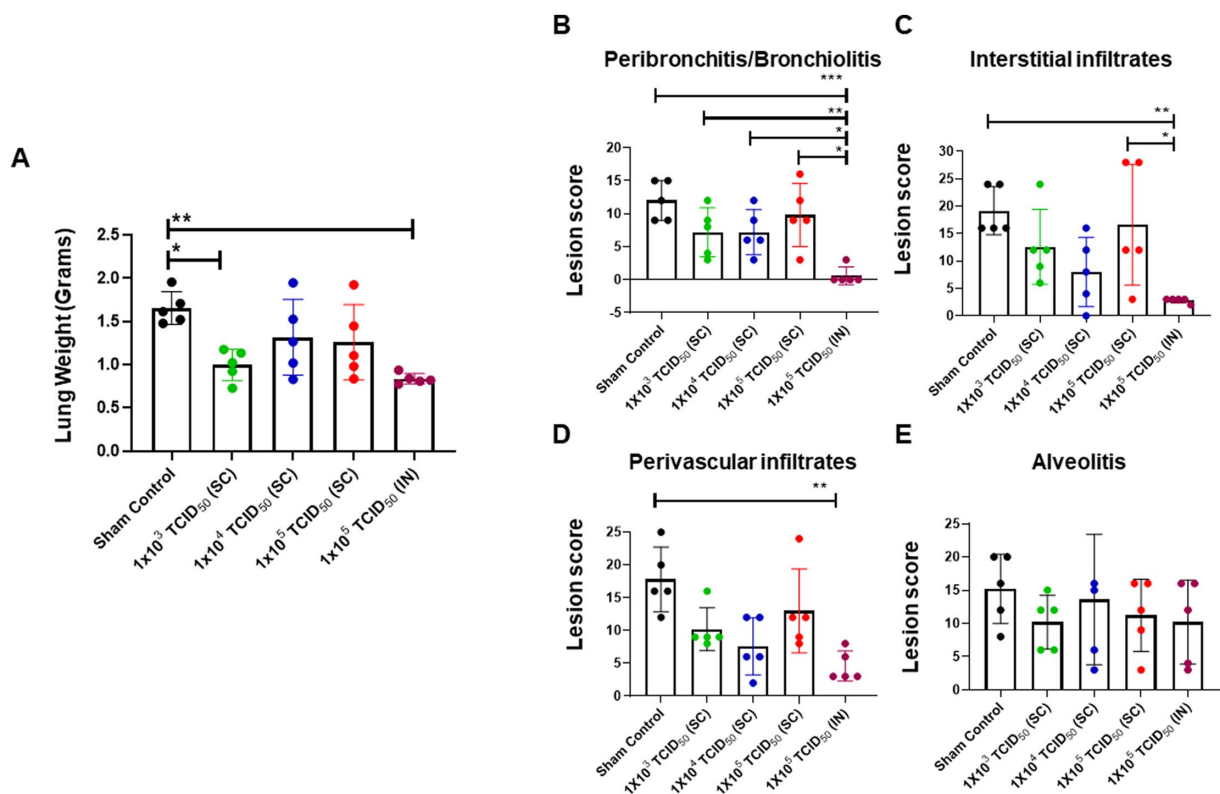 A
Lung Weight (Grams)
2.5
2.0
1.5
1.0
0.5
0.0
**
*
Sham Control
1x10³ TCID₅₀ (SC)
1x10⁴ TCID₅₀ (SC)
1x10⁵ TCID₅₀ (SC)
1x10⁵ TCID₅₀ (IN)
B
Peribronchitis/Bronchiolitis
***
**
*
*
Lesion score
20
15
10
5
0
-5
Sham Control
1X10³ TCID₅₀ (SC)
1X10⁴ TCID₅₀ (SC)
1X10⁵ TCID₅₀ (SC)
1X10⁵ TCID₅₀ (IN)
C
Interstitial infiltrates
**
*
Lesion score
30
25
20
15
10
5
0
Sham Control
1X10³ TCID₅₀ (SC)
1X10⁴ TCID₅₀ (SC)
1X10⁵ TCID₅₀ (SC)
1X10⁵ TCID₅₀ (IN)
D
Perivascular infiltrates
**
Lesion score
25
20
15
10
5
0
Sham Control
1X10³ TCID₅₀ (SC)
1X10⁴ TCID₅₀ (SC)
1X10⁵ TCID₅₀ (SC)
1X10⁵ TCID₅₀ (IN)
E
Alveolitis
Lesion score
25
20
15
10
5
0
Sham Control
1X10³ TCID₅₀ (SC)
1X10⁴ TCID₅₀ (SC)
1X10⁵ TCID₅₀ (SC)
1X10⁵ TCID₅₀ (IN)